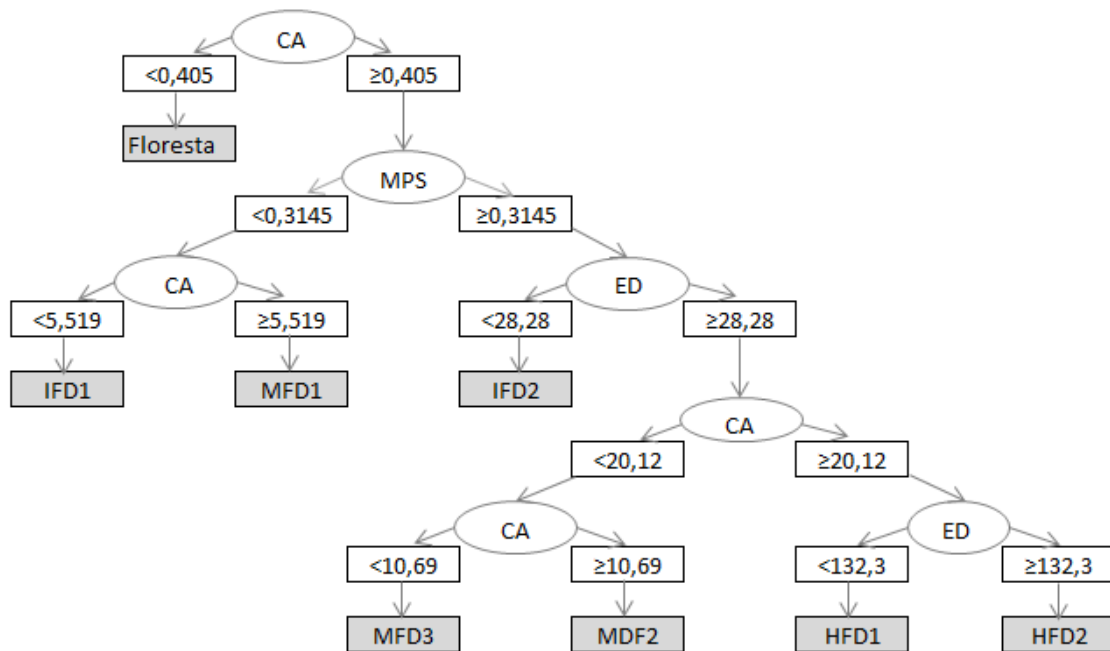 CA
<0,405
≥0,405
Floresta
MPS
<0,3145
≥0,3145
CA
ED
<5,519
≥5,519
<28,28
≥28,28
IFD1
MFD1
IFD2
CA
<20,12
≥20,12
CA
ED
<10,69
≥10,69
<132,3
≥132,3
MFD3
MDF2
HFD1
HFD2